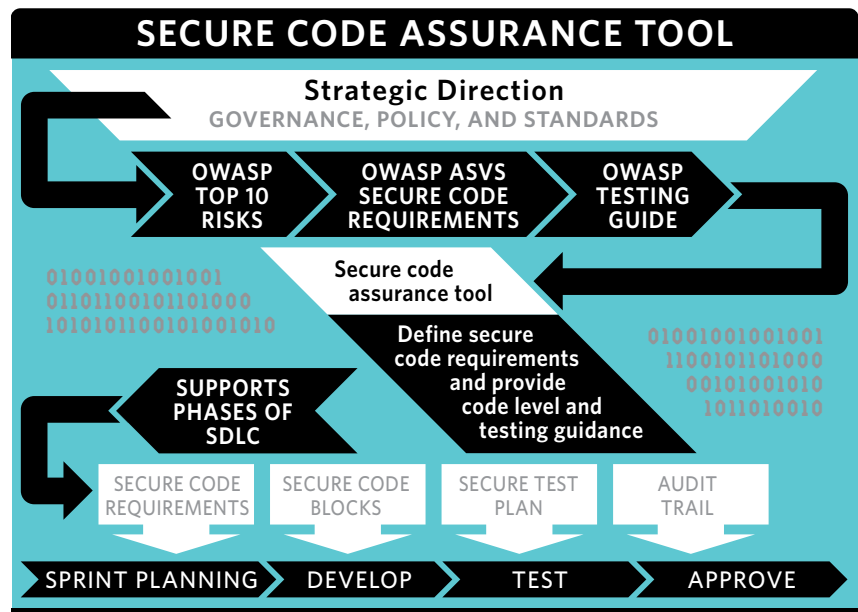 SECURE CODE ASSURANCE TOOL
Strategic Direction
GOVERNANCE, POLICY, AND STANDARDS
OWASP
TOP 10
RISKS
OWASP ASVS
SECURE CODE
REQUIREMENTS
OWASP
TESTING
GUIDE
Secure code
assurance tool
01001001001001
0110110010110100​0
1010101100101001010
Define secure
code requirements
and provide
code level and
testing guidance
01001001001001
1100101101000
00101001010
1011010010
SUPPORTS
PHASES OF
SDLC
SECURE CODE
REQUIREMENTS
SECURE CODE
BLOCKS
SECURE TEST
PLAN
AUDIT
TRAIL
SPRINT PLANNING
DEVELOP
TEST
APPROVE